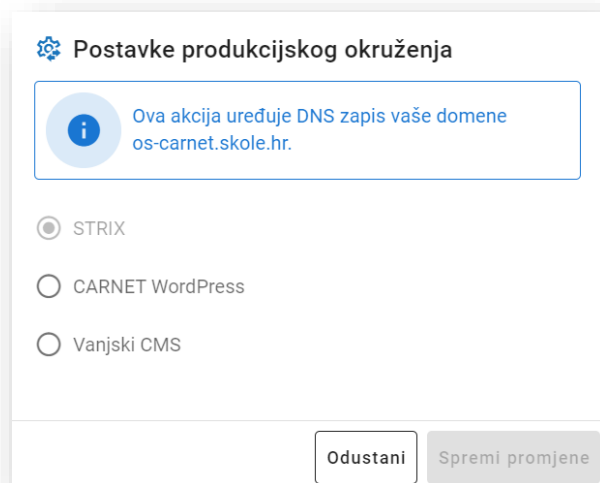 Postavke produkcijskog okruženja
Ova akcija uređuje DNS zapis vaše domene
os-carnet.skole.hr.
STRIX
CARNET WordPress
Vanjski CMS
Odustani
Spremi promjene